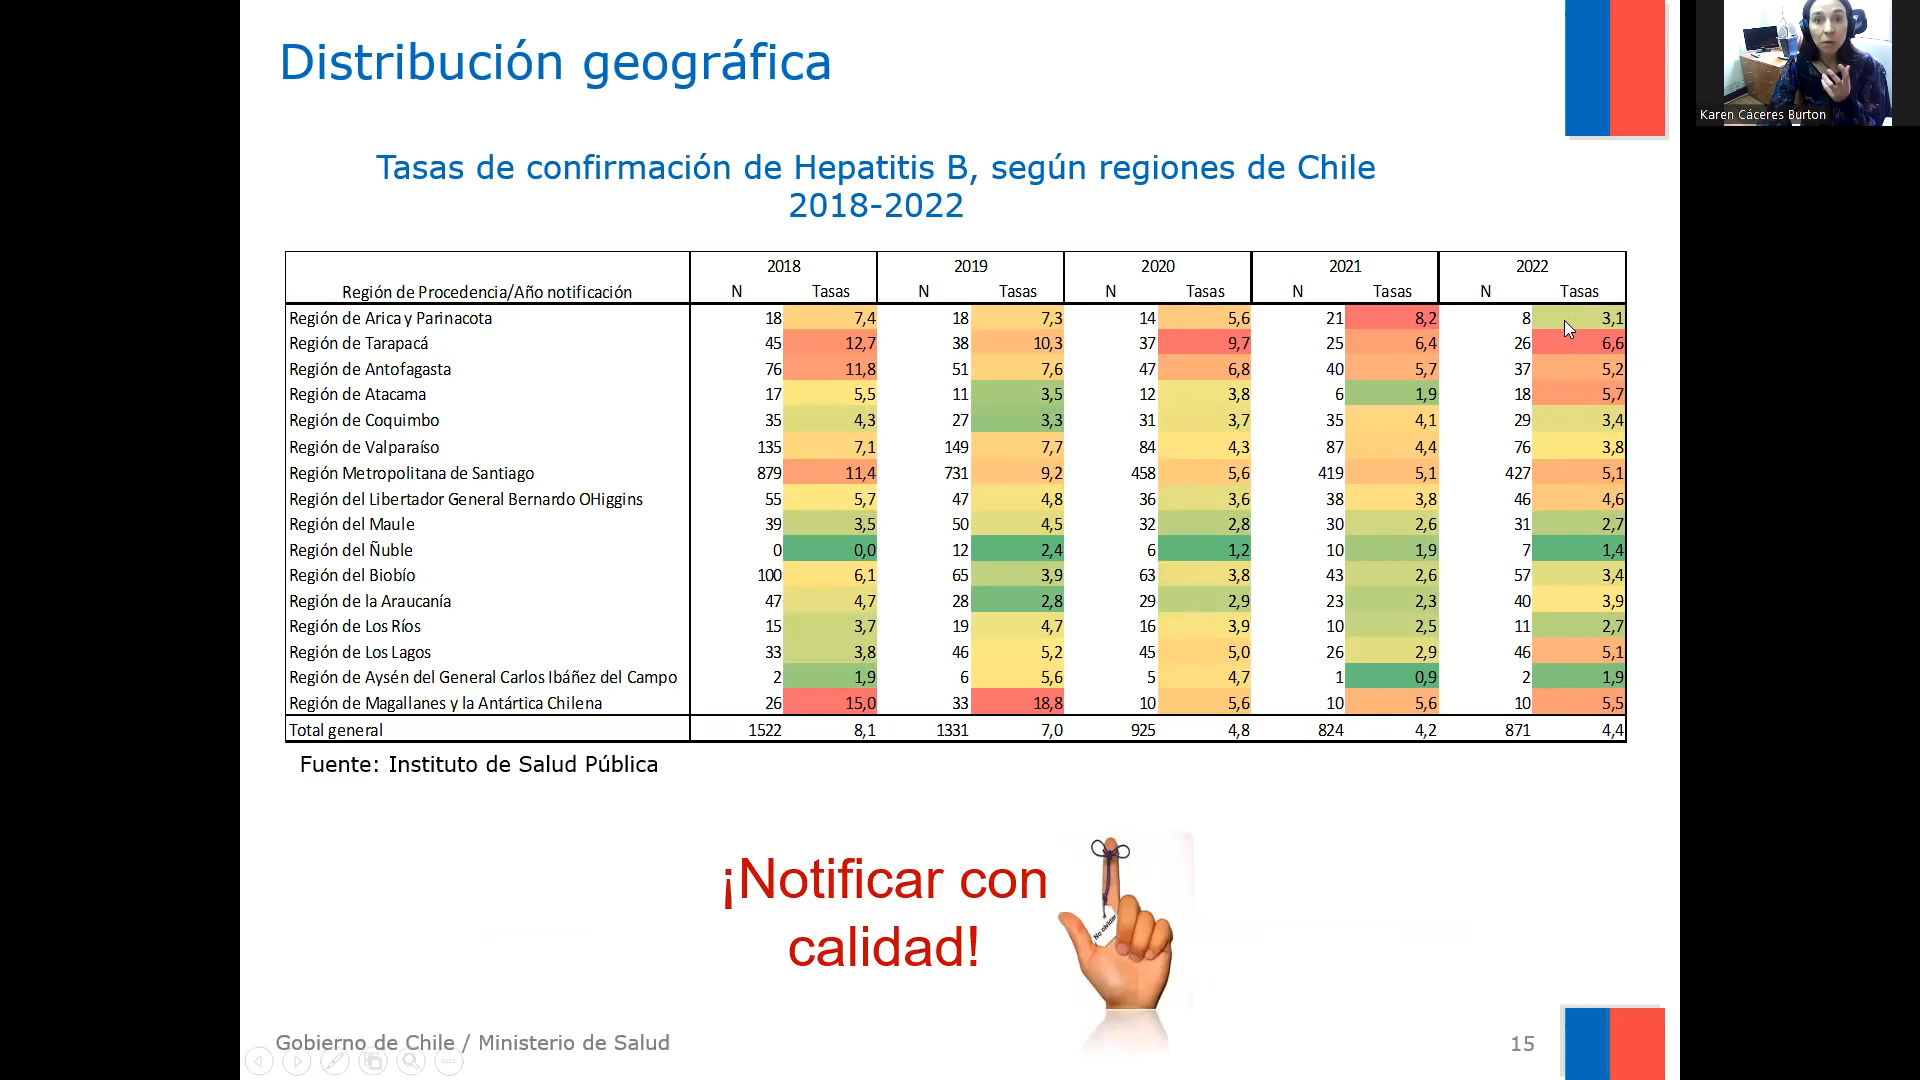 Distribución geográfica
Karen Cáceres Burton
Tasas de confirmación de Hepatitis B, según regiones de Chile
2018-2022
2018 2019 2020 2021 2022
Región de Procedencia/Año notificación N Tasas N Tasas N Tasas N Tasas N Tasas
Región de Arica y Parinacota 18 7,4 18 7,3 14 5,6 21 8,2 8 3,1
Región de Tarapacá 45 12,7 38 10,3 37 9,7 25 6,4 26 6,6
Región de Antofagasta 76 11,8 51 7,6 47 6,8 40 5,7 37 5,2
Región de Atacama 17 5,5 11 3,5 12 3,8 6 1,9 18 5,7
Región de Coquimbo 35 4,3 27 3,3 31 3,7 35 4,1 29 3,4
Región de Valparaíso 135 7,1 149 7,7 84 4,3 87 4,4 76 3,8
Región Metropolitana de Santiago 879 11,4 731 9,2 458 5,6 419 5,1 427 5,1
Región del Libertador General Bernardo OHiggins 55 5,7 47 4,8 36 3,6 38 3,8 46 4,6
Región del Maule 39 3,5 50 4,5 32 2,8 30 2,6 31 2,7
Región del Ñuble 0 0,0 12 2,4 6 1,2 10 1,9 7 1,4
Región del Biobío 100 6,1 65 3,9 63 3,8 43 2,6 57 3,4
Región de la Araucanía 47 4,7 28 2,8 29 2,9 23 2,3 40 3,9
Región de Los Ríos 15 3,7 19 4,7 16 3,9 10 2,5 11 2,7
Región de Los Lagos 33 3,8 46 5,2 45 5,0 26 2,9 46 5,1
Región de Aysén del General Carlos Ibáñez del Campo 2 1,9 6 5,6 5 4,7 1 0,9 2 1,9
Región de Magallanes y la Antártica Chilena 26 15,0 33 18,8 10 5,6 10 5,6 10 5,5
Total general 1522 8,1 1331 7,0 925 4,8 824 4,2 871 4,4
Fuente: Instituto de Salud Pública
¡Notificar con
calidad!
No olvidar
Gobierno de Chile / Ministerio de Salud
15